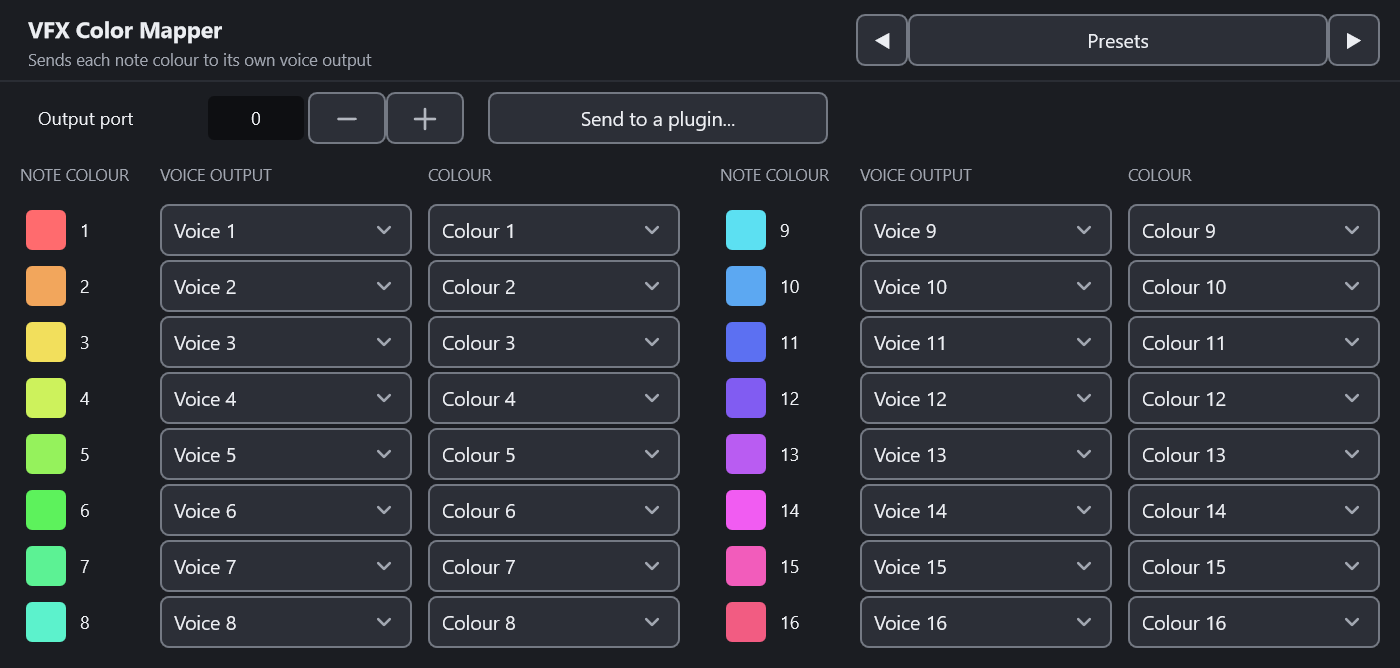 VFX Color Mapper
Sends each note colour to its own voice output
◀ Presets ▶
Output port 0 − + Send to a plugin...
NOTE COLOUR VOICE OUTPUT COLOUR NOTE COLOUR VOICE OUTPUT COLOUR
1 Voice 1 Colour 1 9 Voice 9 Colour 9
2 Voice 2 Colour 2 10 Voice 10 Colour 10
3 Voice 3 Colour 3 11 Voice 11 Colour 11
4 Voice 4 Colour 4 12 Voice 12 Colour 12
5 Voice 5 Colour 5 13 Voice 13 Colour 13
6 Voice 6 Colour 6 14 Voice 14 Colour 14
7 Voice 7 Colour 7 15 Voice 15 Colour 15
8 Voice 8 Colour 8 16 Voice 16 Colour 16